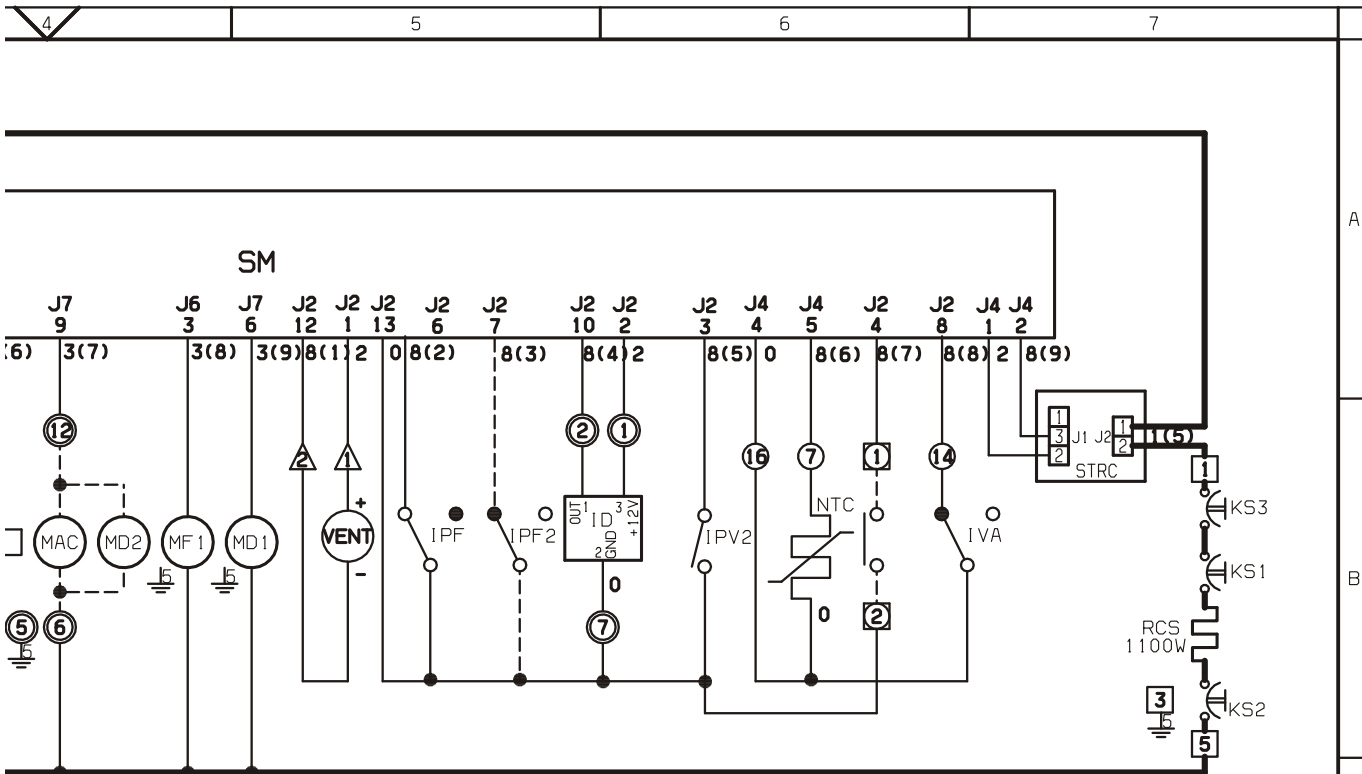 4 5 6 7
A
SM
J7 J6 J7 J2 J2 J2 J2 J2 J2 J2 J2 J4 J4 J2 J2 J4 J4
9 3 6 12 1 13 6 7 10 2 3 4 5 4 8 1 2
(6) 3(7) 3(8) 3(9) 8(1) 2 0 8(2) 8(3) 8(4) 2 8(5) 0 8(6) 8(7) 8(8) 2 8(9)
1
12 2 1 3 J1 J2 1 1(5)
2 1 16 7 1 14 2 2
STRC 1
+ OUT 1 ID 3 +12V NTC KS3
MAC MD2 MF1 MD1 VENT IPF IPF2 IPV2 IVA
2 GND
5 5 - 0 KS1 B
5 6 7 0 2 RCS
5 1100W
3 KS2
5
5